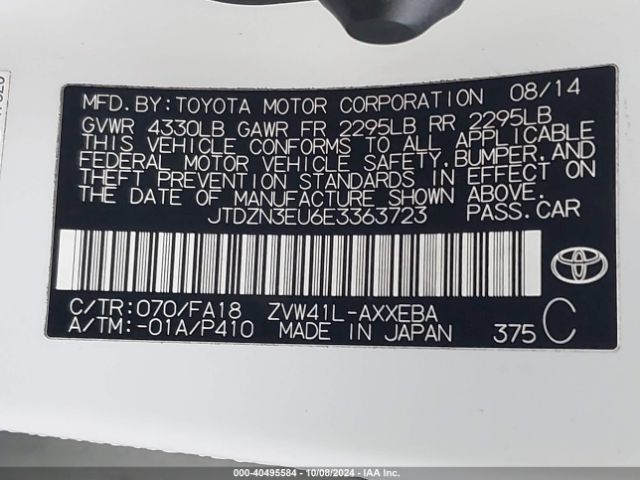 MFD. BY: TOYOTA MOTOR CORPORATION 08/14
GVWR 4330LB GAWR FR 2295LB RR 2295LB
THIS VEHICLE CONFORMS TO ALL APPLICABLE
FEDERAL MOTOR VEHICLE SAFETY, BUMPER, AND
THEFT PREVENTION STANDARDS IN EFFECT ON
THE DATE OF MANUFACTURE SHOWN ABOVE.
JTDZN3EU6E3363723 PASS. CAR
C/TR: 070/FA18 ZVW41L-AXXEBA
A/TM: -01A/P410 MADE IN JAPAN 375 C
000-40495584 - 10/08/2024 - IAA Inc.